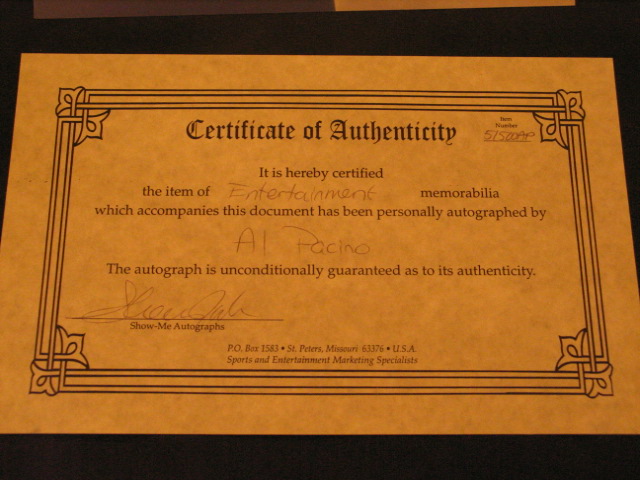 Certificate of Authenticity
Item
Number
It is hereby certified
the item of Entertainment memorabilia
which accompanies this document has been personally autographed by
Al Pacino
The autograph is unconditionally guaranteed as to its authenticity.
Show-Me Autographs
P.O. Box 1583 • St. Peters, Missouri 63376 • U.S.A.
Sports and Entertainment Marketing Specialists